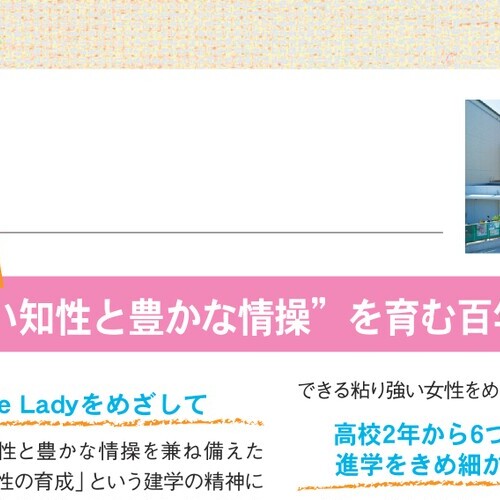 い知性と豊かな情操”を育む百年
e Ladyをめざして
性と豊かな情操を兼ね備えた
性の育成」という建学の精神に
できる粘り強い女性をめ
高校2年から6つ
進学をきめ細か